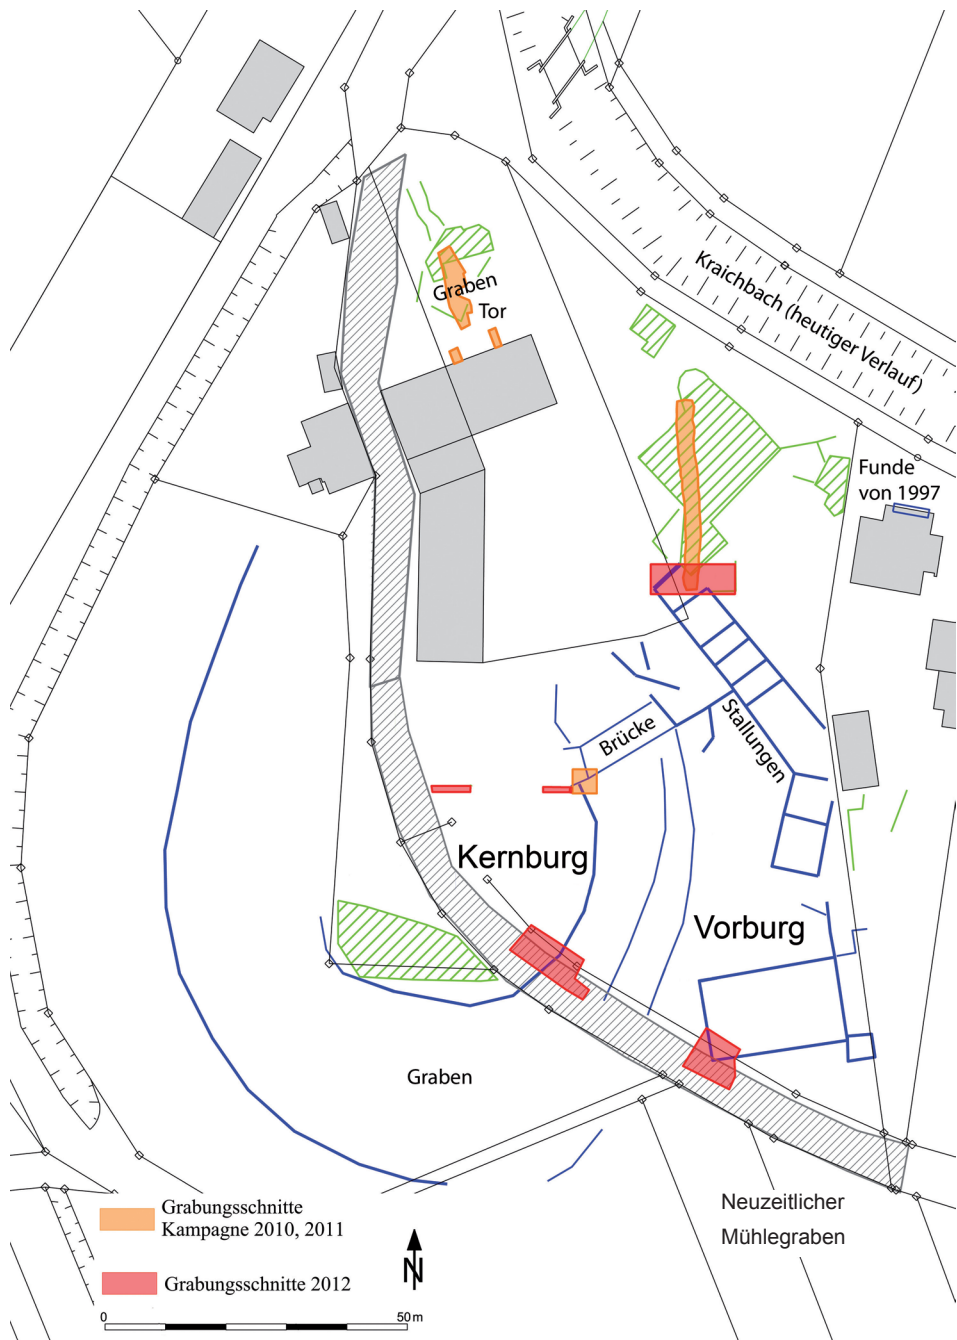 Graben
Tor
Kraichbach (heutiger Verlauf)
Funde
von 1997
Brücke
Stallungen
Kernburg
Vorburg
Graben
Neuzeitlicher
Mühlegraben
Grabungsschnitte
Kampagne 2010, 2011
Grabungsschnitte 2012
N
0
50 m